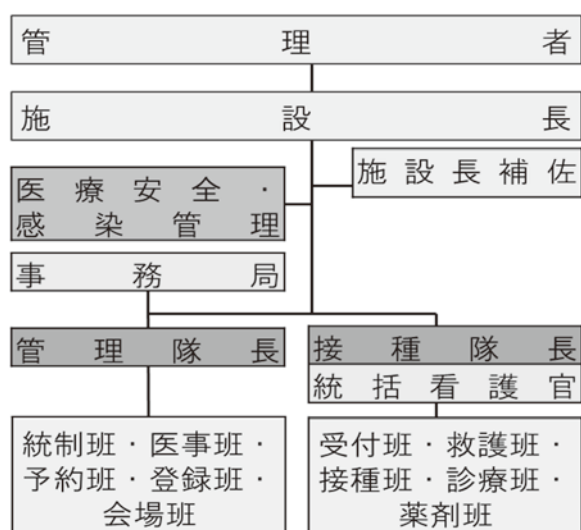 管理者
施設長
施設長補佐
医療安全・
感染管理
事務局
管理隊長
接種隊長
統括看護官
統制班・医事班・
予約班・登録班・
会場班
受付班・救護班・
接種班・診療班・
薬剤班